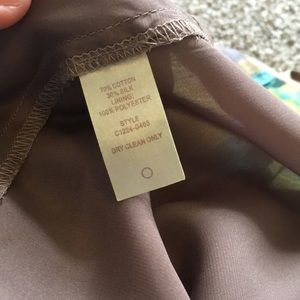 70% COTTON
30% SILK
LINING:
100% POLYESTER
STYLE
C1224-G465
DRY CLEAN ONLY